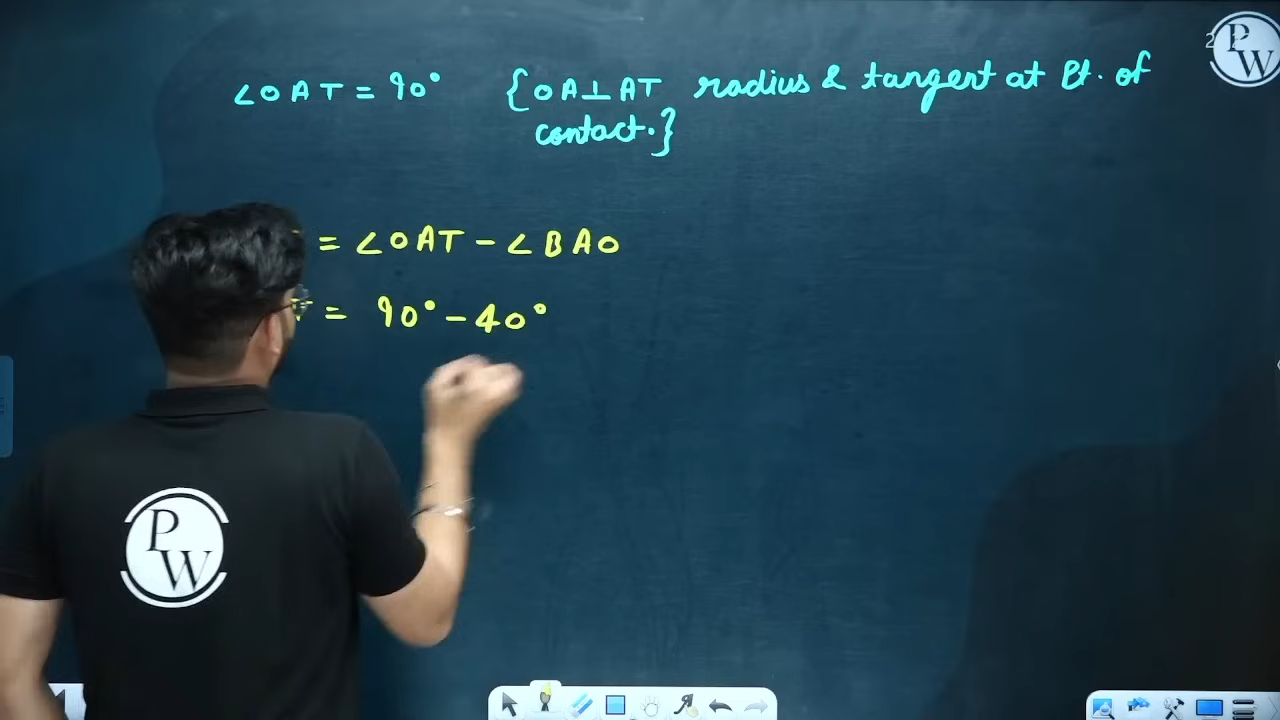 ∠OAT = 90° {OA⊥AT radius & tangent at Pt. of
contact.}
= ∠OAT - ∠BAO
= 90° - 40°
PW
PW